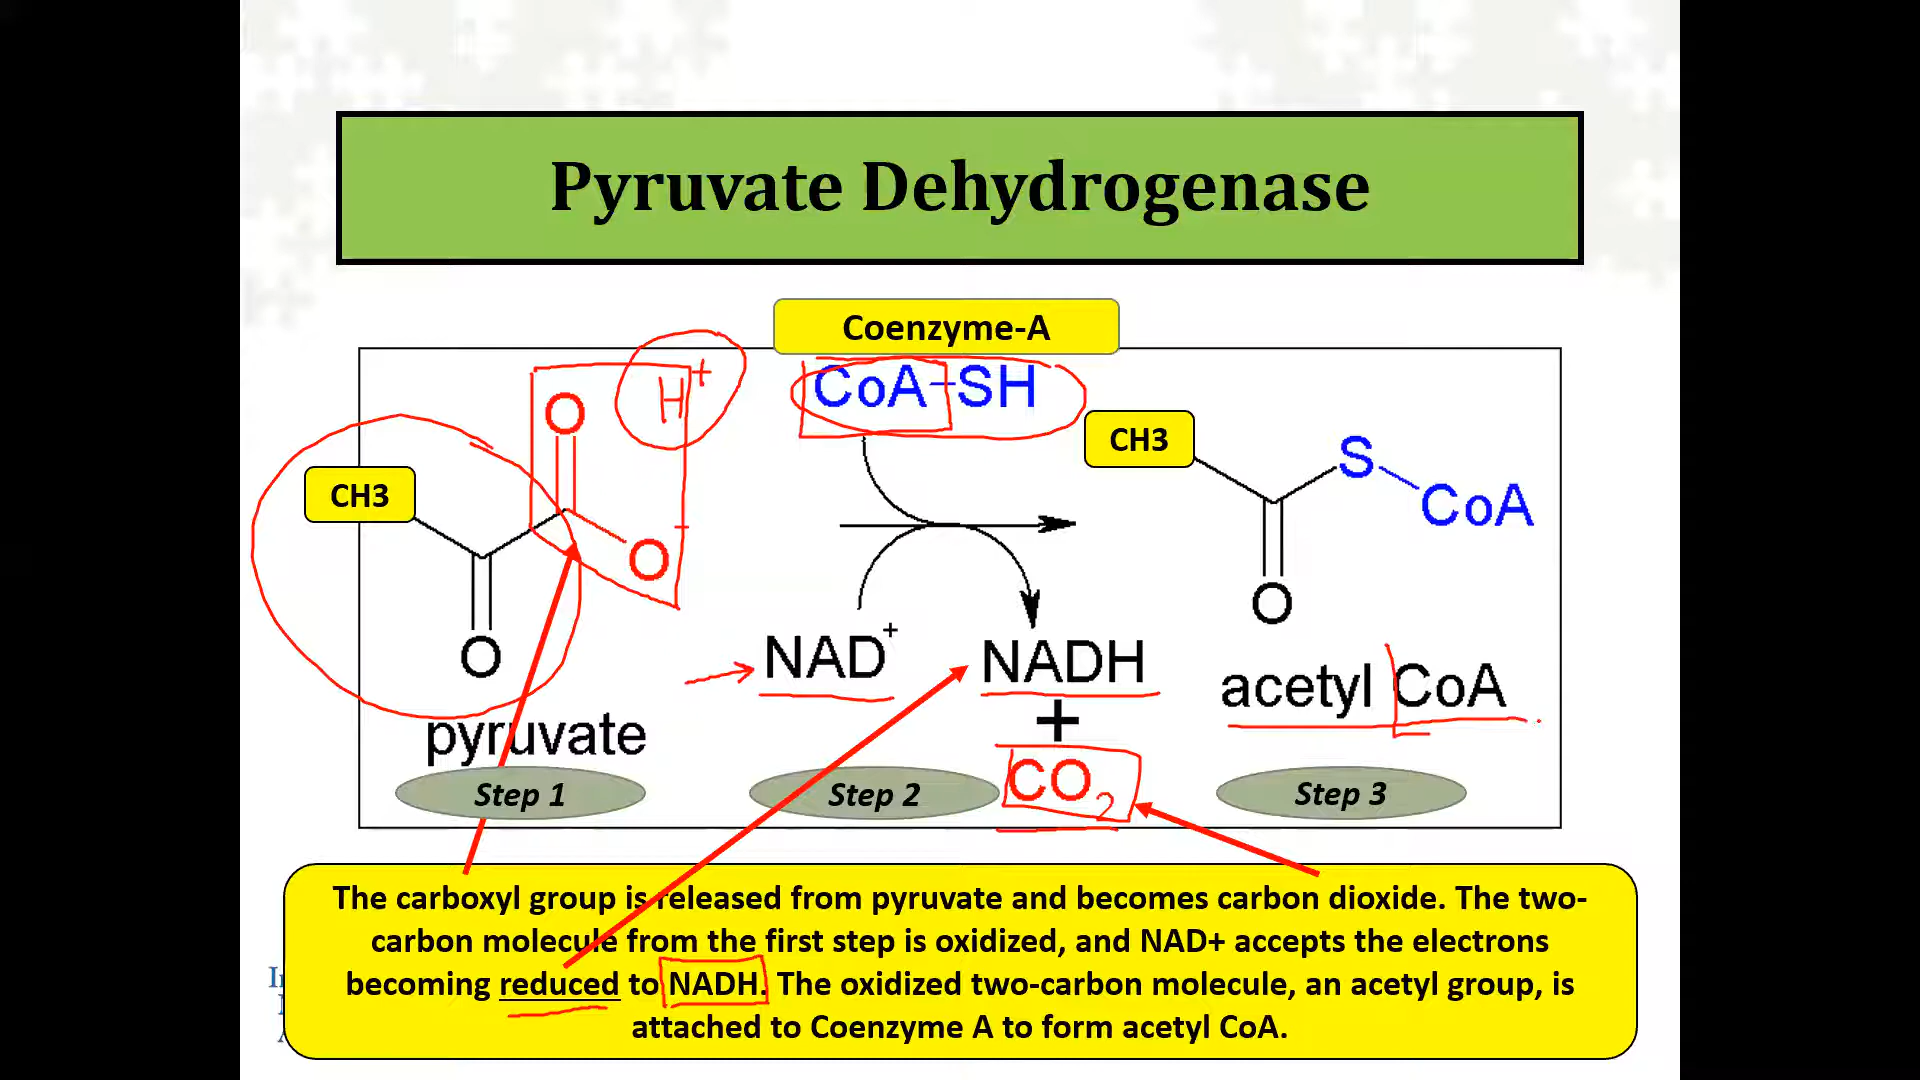 Pyruvate Dehydrogenase
Coenzyme-A
H+
CoA-SH
O
CH3
CH3
S
CoA
O-
O
O
NAD+
NADH
+
CO2
acetyl CoA
pyruvate
Step 1
Step 2
Step 3
The carboxyl group is released from pyruvate and becomes carbon dioxide. The two-
carbon molecule from the first step is oxidized, and NAD+ accepts the electrons
becoming reduced to NADH. The oxidized two-carbon molecule, an acetyl group, is
attached to Coenzyme A to form acetyl CoA.